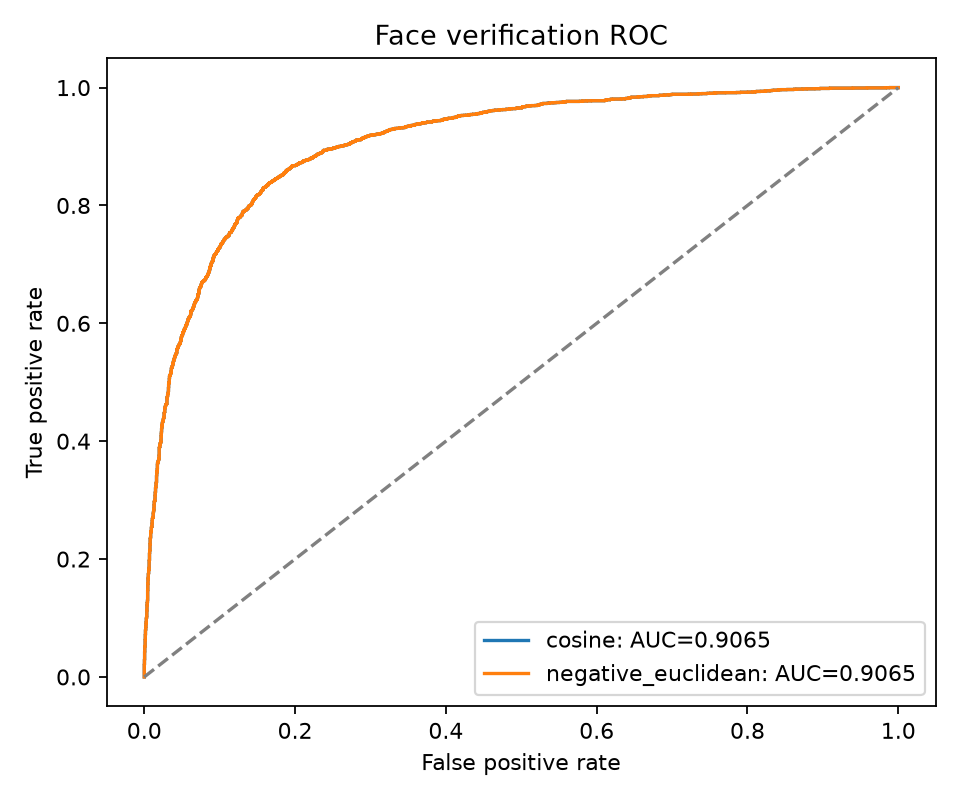 Face verification ROC
1.0
0.8
0.6
0.4
0.2
0.0
True positive rate
cosine: AUC=0.9065
negative_euclidean: AUC=0.9065
0.0 0.2 0.4 0.6 0.8 1.0
False positive rate